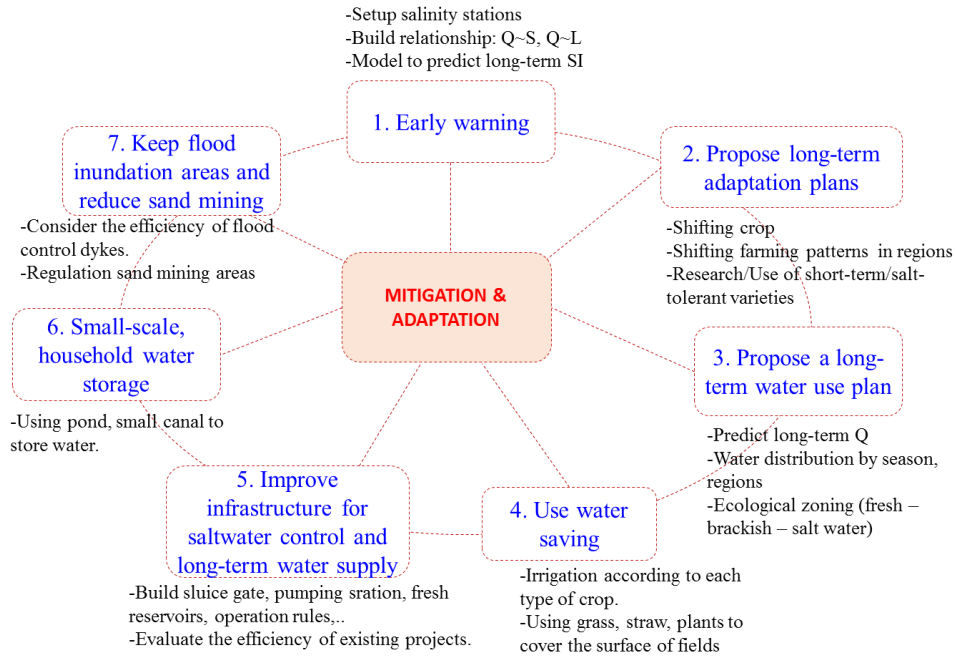 -Setup salinity stations
-Build relationship: Q~S, Q~L
-Model to predict long-term SI
1. Early warning
2. Propose long-term
adaptation plans
-Shifting crop
-Shifting farming patterns in regions
-Research/Use of short-term/salt-
tolerant varieties
3. Propose a long-
term water use plan
-Predict long-term Q
-Water distribution by season,
regions
-Ecological zoning (fresh –
brackish – salt water)
4. Use water
saving
-Irrigation according to each
type of crop.
-Using grass, straw, plants to
cover the surface of fields
5. Improve
infrastructure for
saltwater control and
long-term water supply
-Build sluice gate, pumping sration, fresh
reservoirs, operation rules,..
-Evaluate the efficiency of existing projects.
6. Small-scale,
household water
storage
-Using pond, small canal to
store water.
7. Keep flood
inundation areas and
reduce sand mining
-Consider the efficiency of flood
control dykes.
-Regulation sand mining areas
MITIGATION &
ADAPTATION